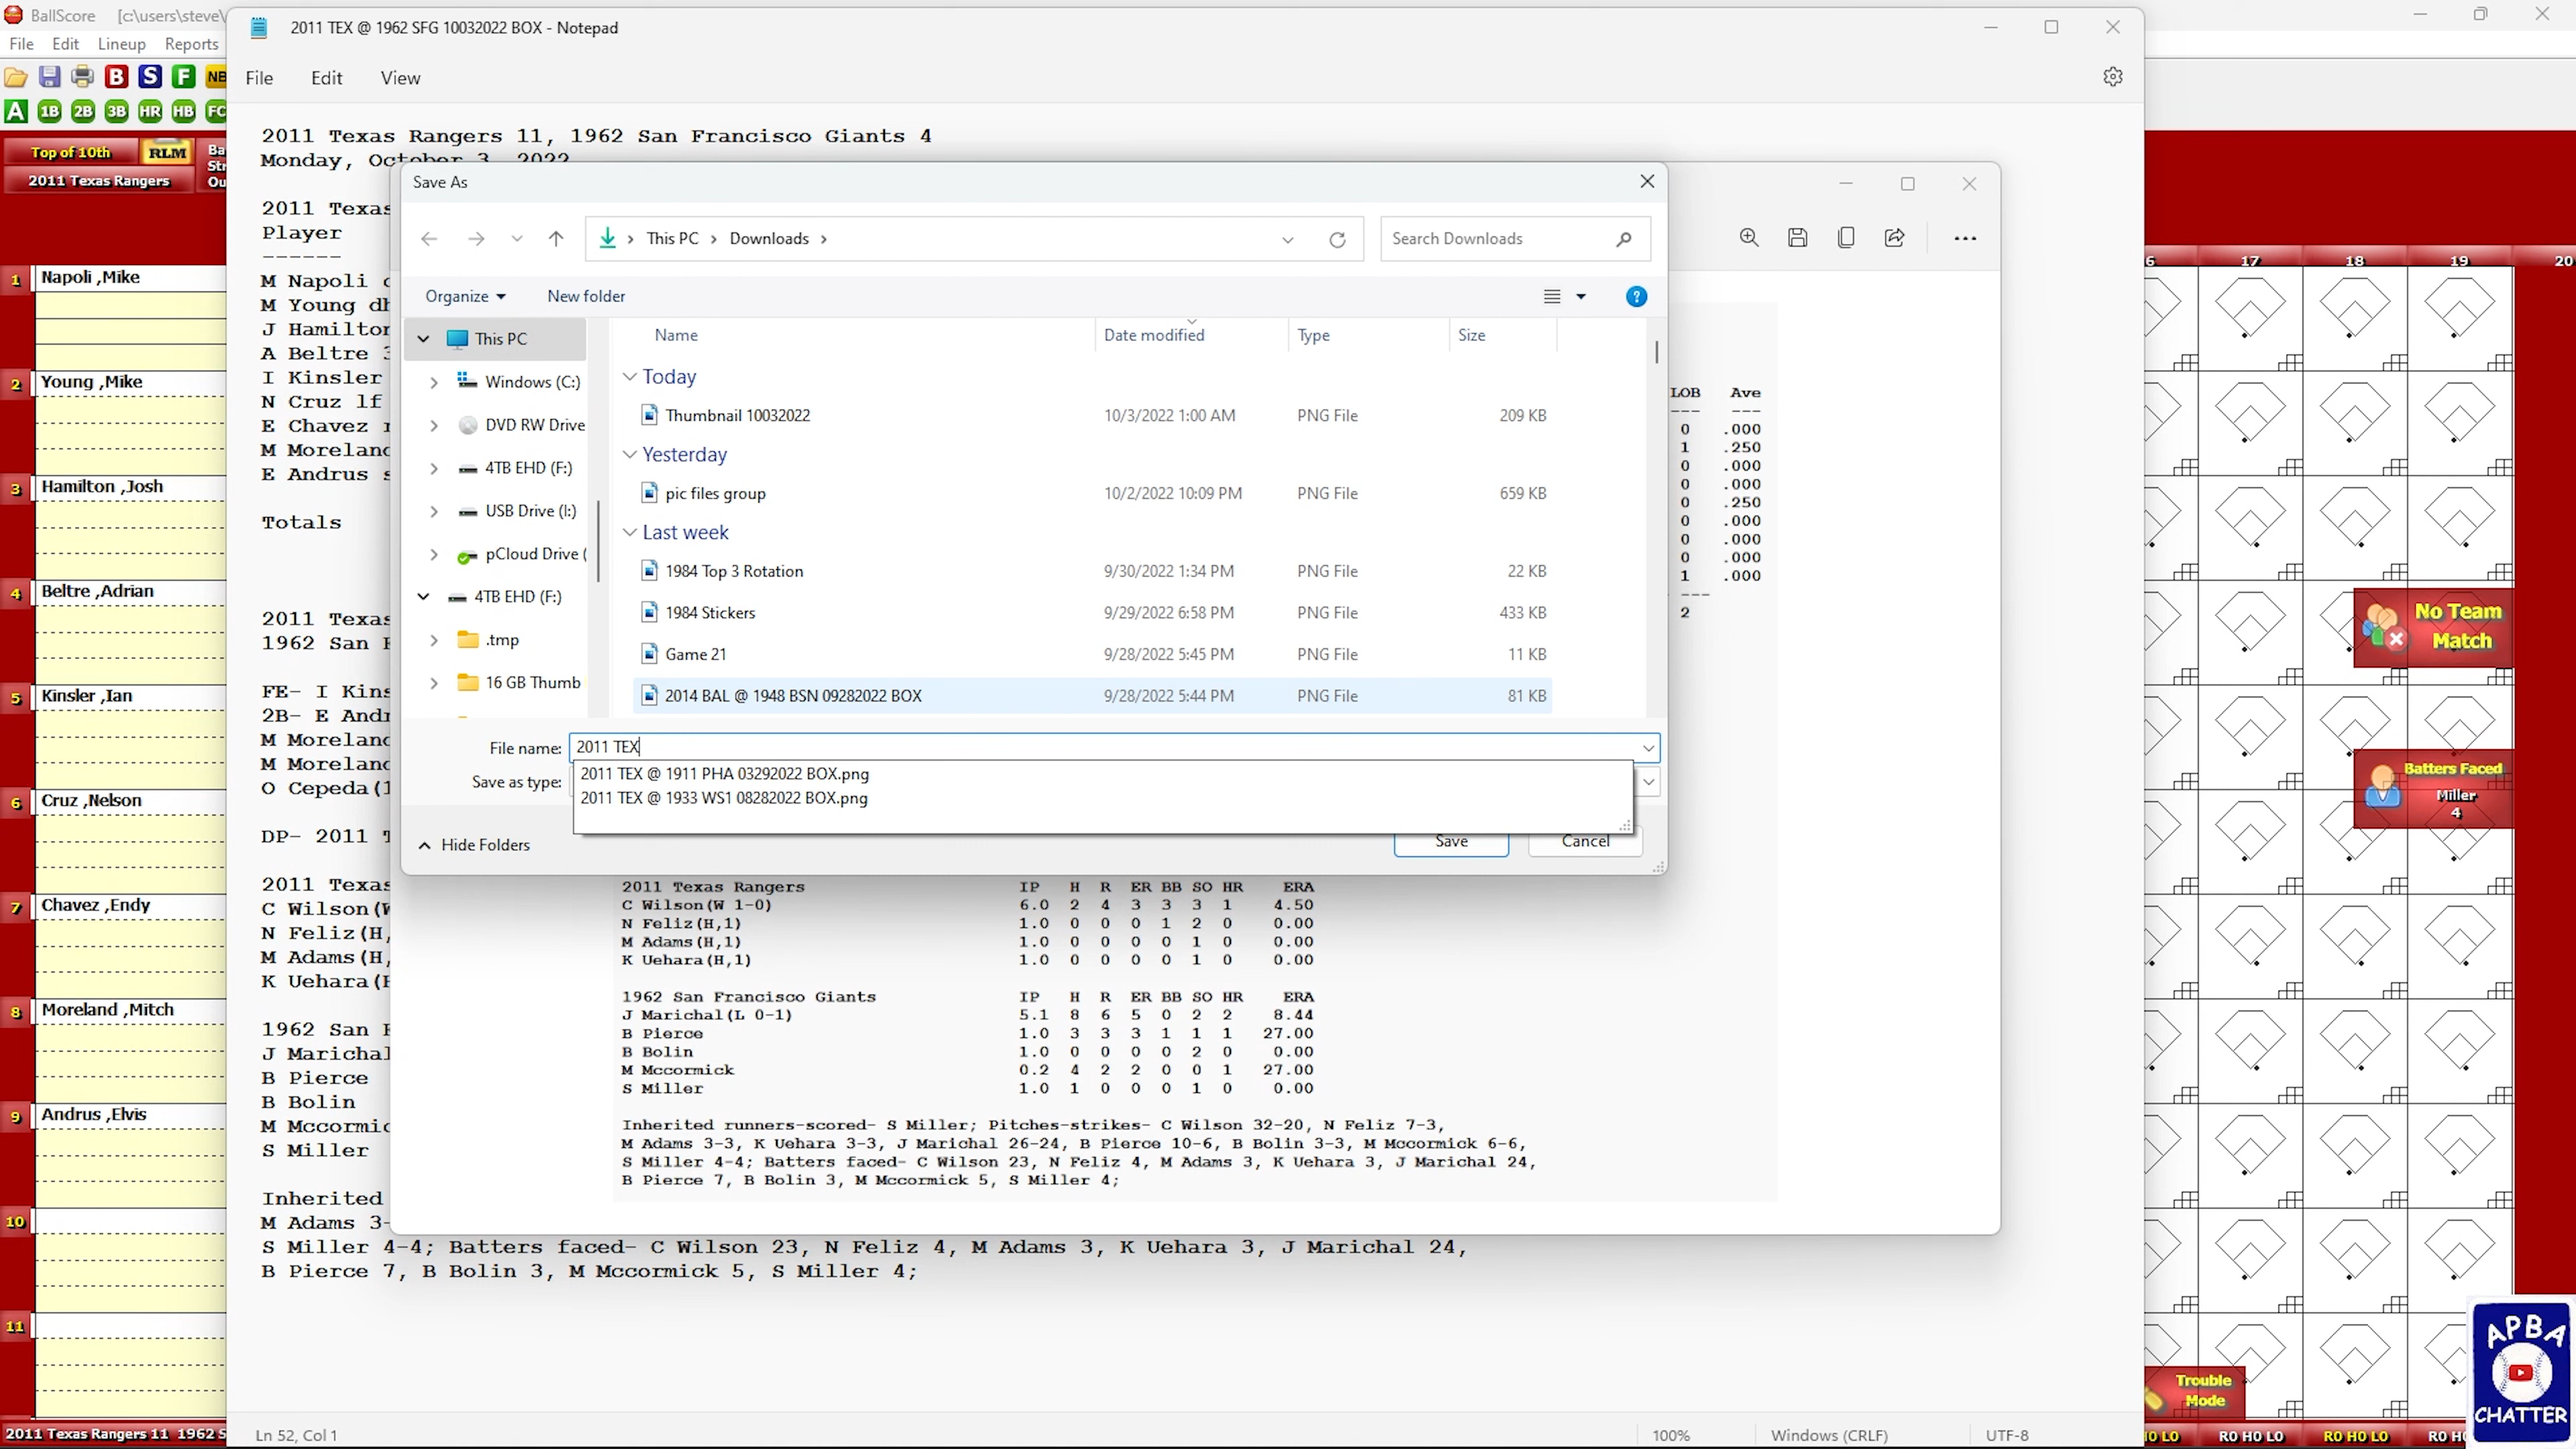 BallScore [c:\users\steve\
File Edit Lineup Reports
B S F NB
A 1B 2B 3B HR HB FC
Top of 10th RLM
2011 Texas Rangers
1 Napoli ,Mike
2 Young ,Mike
3 Hamilton ,Josh
4 Beltre ,Adrian
5 Kinsler ,Ian
6 Cruz ,Nelson
7 Chavez ,Endy
8 Moreland ,Mitch
9 Andrus ,Elvis
10
11
2011 Texas Rangers 11 1962 S
2011 TEX @ 1962 SFG 10032022 BOX - Notepad
File Edit View
2011 Texas Rangers 11, 1962 San Francisco Giants 4
Monday, October 3, 2022
2011 Texas
Player
------
M Napoli c
M Young dh
J Hamilton
A Beltre 3
I Kinsler
N Cruz lf
E Chavez r
M Moreland
E Andrus s
Totals
2011 Texas
1962 San F
FE- I Kins
2B- E Andr
M Moreland
M Moreland
O Cepeda(1
DP- 2011 T
2011 Texas
C Wilson(W
N Feliz(H,
M Adams(H,
K Uehara(H
1962 San F
J Marichal
B Pierce
B Bolin
M Mccormic
S Miller
Inherited
M Adams 3-
S Miller 4-4; Batters faced- C Wilson 23, N Feliz 4, M Adams 3, K Uehara 3, J Marichal 24,
B Pierce 7, B Bolin 3, M Mccormick 5, S Miller 4;
Ln 52, Col 1 100% Windows (CRLF) UTF-8
Save As
This PC > Downloads > Search Downloads
Organize New folder
This PC
Windows (C:)
DVD RW Drive
4TB EHD (F:)
USB Drive (I:)
pCloud Drive (
4TB EHD (F:)
.tmp
16 GB Thumb
Name Date modified Type Size
Today
Thumbnail 10032022 10/3/2022 1:00 AM PNG File 209 KB
Yesterday
pic files group 10/2/2022 10:09 PM PNG File 659 KB
Last week
1984 Top 3 Rotation 9/30/2022 1:34 PM PNG File 22 KB
1984 Stickers 9/29/2022 6:58 PM PNG File 433 KB
Game 21 9/28/2022 5:45 PM PNG File 11 KB
2014 BAL @ 1948 BSN 09282022 BOX 9/28/2022 5:44 PM PNG File 81 KB
File name: 2011 TEX
2011 TEX @ 1911 PHA 03292022 BOX.png
Save as type:
2011 TEX @ 1933 WS1 08282022 BOX.png
Hide Folders Save Cancel
LOB Ave
--- ---
0 .000
1 .250
0 .000
0 .000
0 .250
0 .000
0 .000
0 .000
1 .000
---
2
2011 Texas Rangers IP H R ER BB SO HR ERA
C Wilson(W 1-0) 6.0 2 4 3 3 3 1 4.50
N Feliz(H,1) 1.0 0 0 0 1 2 0 0.00
M Adams(H,1) 1.0 0 0 0 0 1 0 0.00
K Uehara(H,1) 1.0 0 0 0 0 1 0 0.00
1962 San Francisco Giants IP H R ER BB SO HR ERA
J Marichal(L 0-1) 5.1 8 6 5 0 2 2 8.44
B Pierce 1.0 3 3 3 1 1 1 27.00
B Bolin 1.0 0 0 0 0 2 0 0.00
M Mccormick 0.2 4 2 2 0 0 1 27.00
S Miller 1.0 1 0 0 0 1 0 0.00
Inherited runners-scored- S Miller; Pitches-strikes- C Wilson 32-20, N Feliz 7-3,
M Adams 3-3, K Uehara 3-3, J Marichal 26-24, B Pierce 10-6, B Bolin 3-3, M Mccormick 6-6,
S Miller 4-4; Batters faced- C Wilson 23, N Feliz 4, M Adams 3, K Uehara 3, J Marichal 24,
B Pierce 7, B Bolin 3, M Mccormick 5, S Miller 4;
6 17 18 19 20
No Team
Match
Batters Faced
Miller
4
Trouble
Mode
R0 H0 L0 R0 H0 L0
APBA
CHATTER